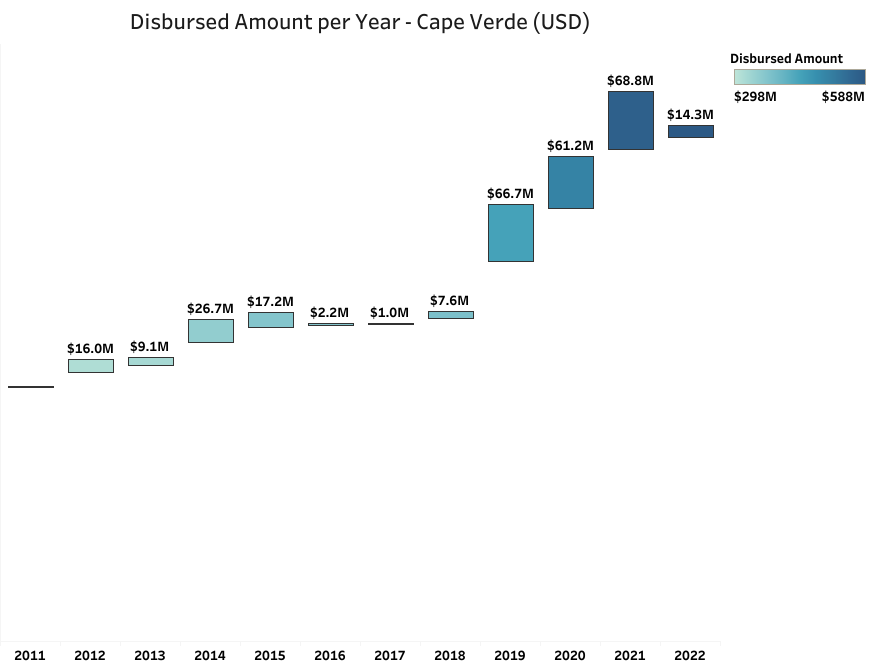 Disbursed Amount per Year - Cape Verde (USD)
Disbursed Amount
$298M $588M
$68.8M
$14.3M
$61.2M
$66.7M
$26.7M
$17.2M
$2.2M
$1.0M
$7.6M
$16.0M
$9.1M
2011 2012 2013 2014 2015 2016 2017 2018 2019 2020 2021 2022